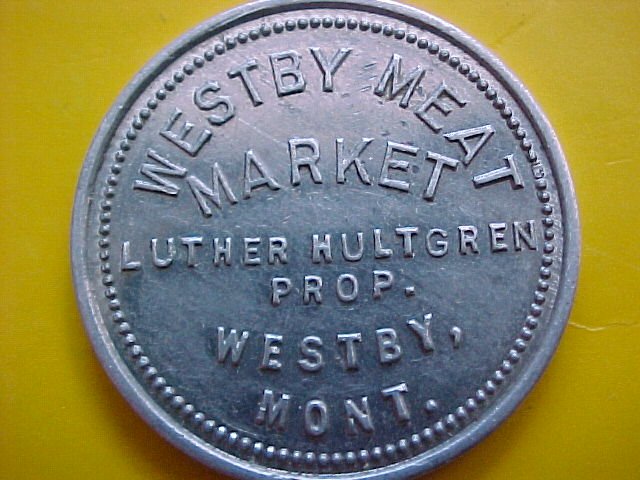 WESTBY MEAT
MARKET
LUTHER HULTGREN
PROP.
WESTBY,
MONT.